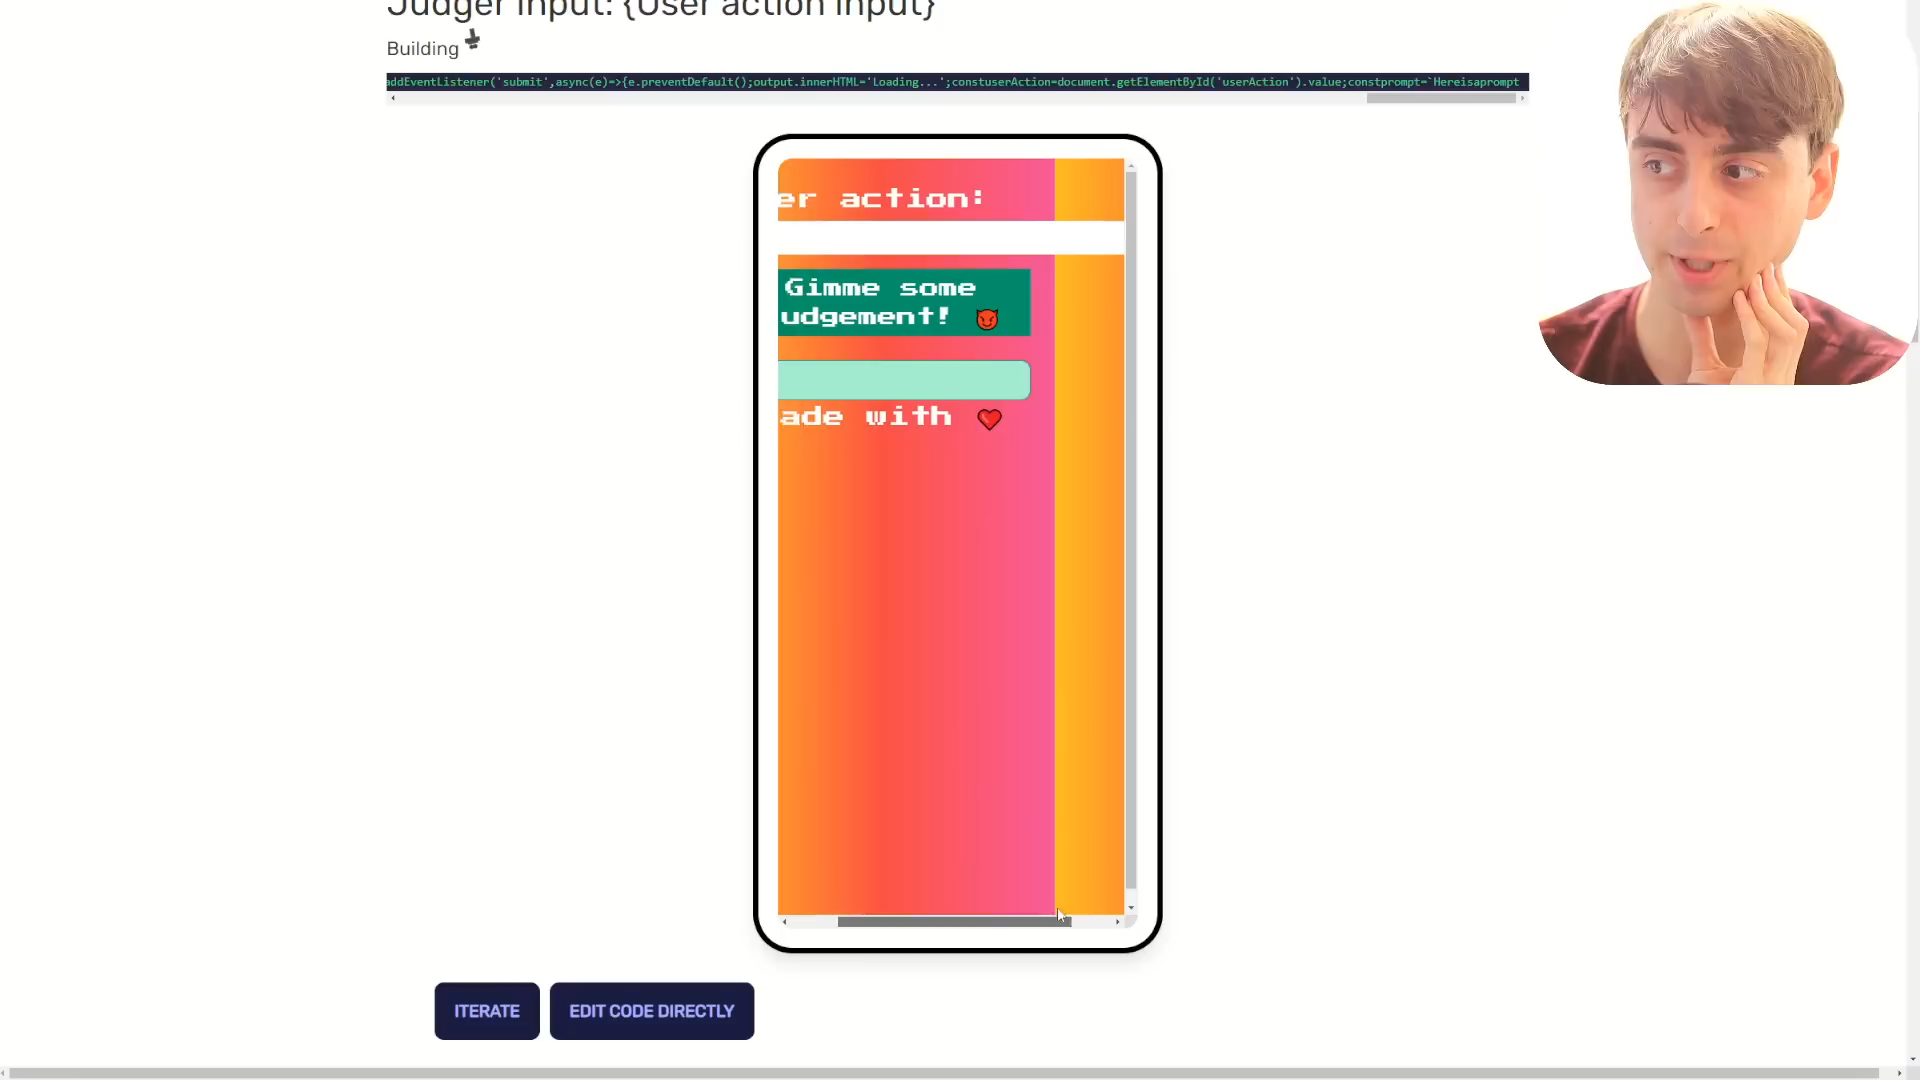 Judger Input: {User action input}
Building
addEventListener('submit',async(e)=>{e.preventDefault();output.innerHTML='Loading...';constuserAction=document.getElementById('userAction').value;constprompt=`Hereisaprompt
er action:
Gimme some
udgement! 😈
ade with ❤️
ITERATE
EDIT CODE DIRECTLY